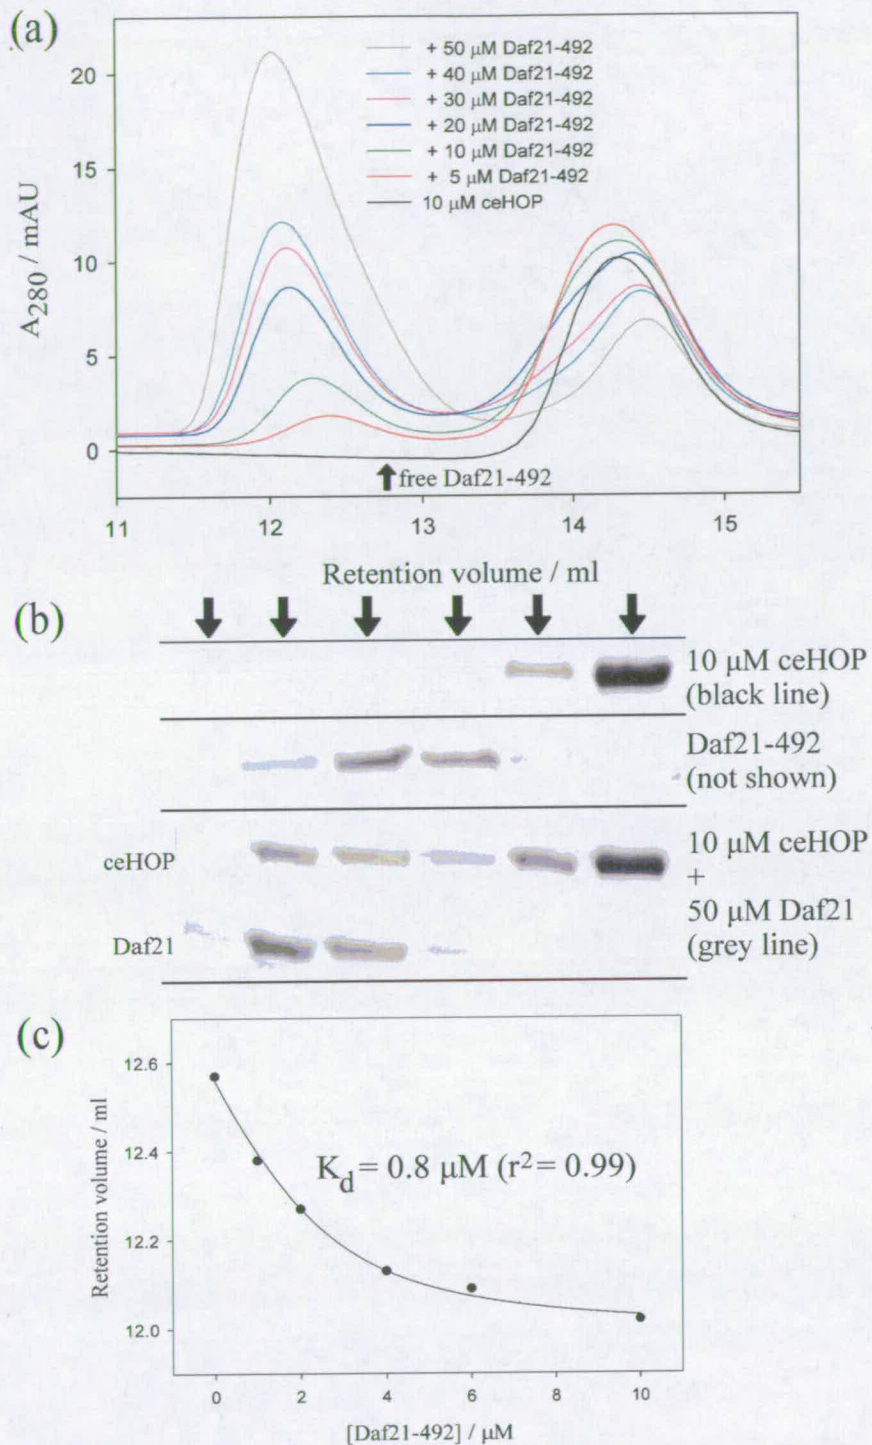 (a)
+ 50 µM Daf21-492
+ 40 µM Daf21-492
+ 30 µM Daf21-492
+ 20 µM Daf21-492
+ 10 µM Daf21-492
+ 5 µM Daf21-492
10 µM ceHOP
20
15
10
5
0
A280 / mAU
free Daf21-492
11 12 13 14 15
Retention volume / ml
(b)
10 µM ceHOP
(black line)
Daf21-492
(not shown)
ceHOP
Daf21
10 µM ceHOP
+
50 µM Daf21
(grey line)
(c)
12.6
12.4
12.2
12.0
Retention volume / ml
Kd = 0.8 µM (r2 = 0.99)
0 2 4 6 8 10
[Daf21-492] / µM